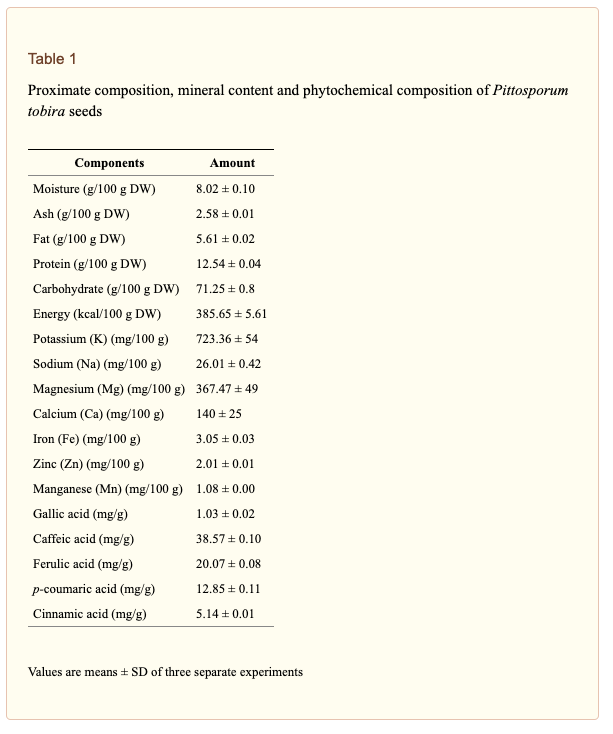 Table 1
Proximate composition, mineral content and phytochemical composition of Pittosporum
tobira seeds
Components Amount
Moisture (g/100 g DW) 8.02 ± 0.10
Ash (g/100 g DW) 2.58 ± 0.01
Fat (g/100 g DW) 5.61 ± 0.02
Protein (g/100 g DW) 12.54 ± 0.04
Carbohydrate (g/100 g DW) 71.25 ± 0.8
Energy (kcal/100 g DW) 385.65 ± 5.61
Potassium (K) (mg/100 g) 723.36 ± 54
Sodium (Na) (mg/100 g) 26.01 ± 0.42
Magnesium (Mg) (mg/100 g) 367.47 ± 49
Calcium (Ca) (mg/100 g) 140 ± 25
Iron (Fe) (mg/100 g) 3.05 ± 0.03
Zinc (Zn) (mg/100 g) 2.01 ± 0.01
Manganese (Mn) (mg/100 g) 1.08 ± 0.00
Gallic acid (mg/g) 1.03 ± 0.02
Caffeic acid (mg/g) 38.57 ± 0.10
Ferulic acid (mg/g) 20.07 ± 0.08
p-coumaric acid (mg/g) 12.85 ± 0.11
Cinnamic acid (mg/g) 5.14 ± 0.01
Values are means ± SD of three separate experiments